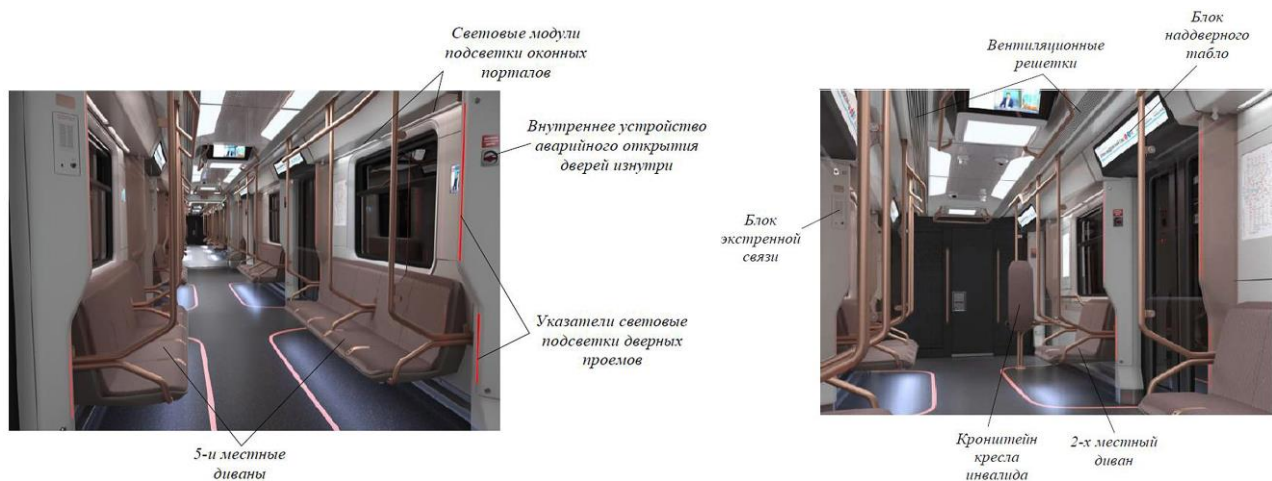 Световые модули
подсветки оконных
порталов
Внутреннее устройство
аварийного открытия
дверей изнутри
Указатели световые
подсветки дверных
проемов
5-и местные
диваны
Вентиляционные
решетки
Блок
наддверного
табло
Блок
экстренной
связи
Кронштейн
кресла
инвалида
2-х местный
диван